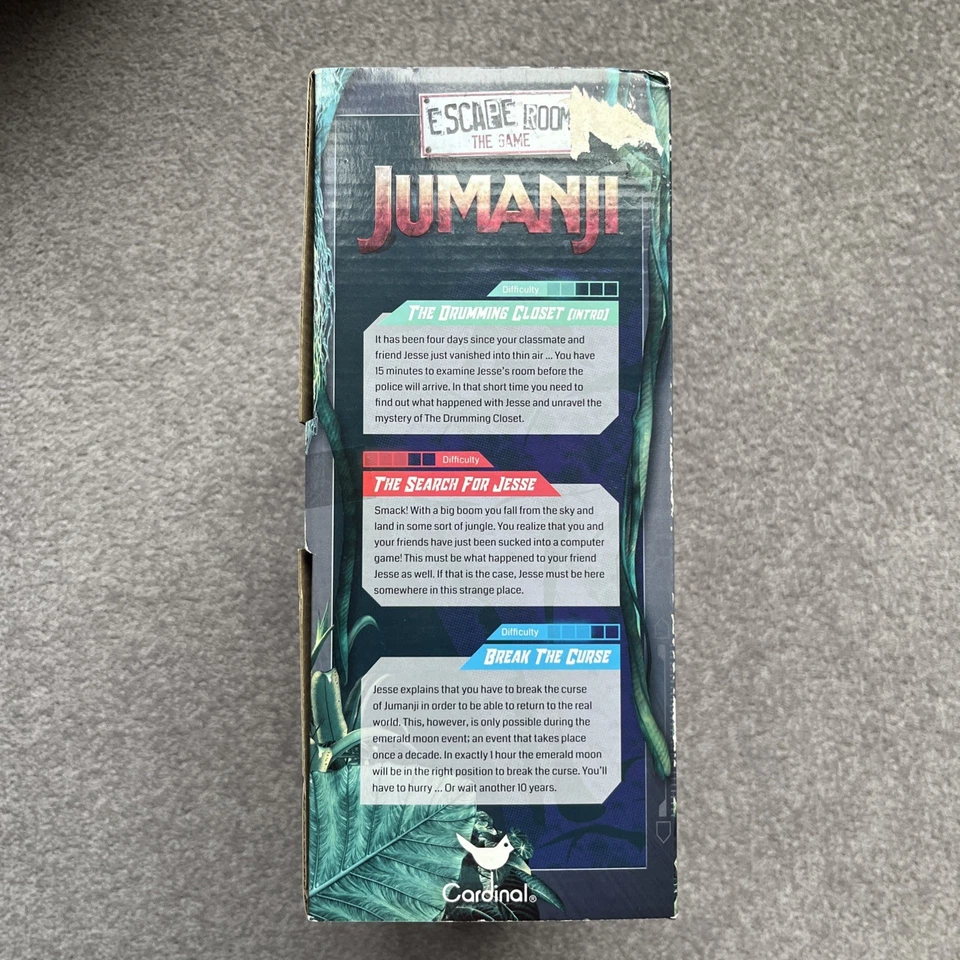 ESCAPE ROOM
THE GAME
JUMANJI
Difficulty
THE DRUMMING CLOSET (INTRO)
It has been four days since your classmate and
friend Jesse just vanished into thin air ... You have
15 minutes to examine Jesse's room before the
police will arrive. In that short time you need to
find out what happened with Jesse and unravel the
mystery of The Drumming Closet.
Difficulty
THE SEARCH FOR JESSE
Smack! With a big boom you fall from the sky and
land in some sort of jungle. You realize that you and
your friends have just been sucked into a computer
game! This must be what happened to your friend
Jesse as well. If that is the case, Jesse must be here
somewhere in this strange place.
Difficulty
BREAK THE CURSE
Jesse explains that you have to break the curse
of Jumanji in order to be able to return to the real
world. This, however, is only possible during the
emerald moon event; an event that takes place
once a decade. In exactly 1 hour the emerald moon
will be in the right position to break the curse. You'll
have to hurry ... Or wait another 10 years.
Cardinal®